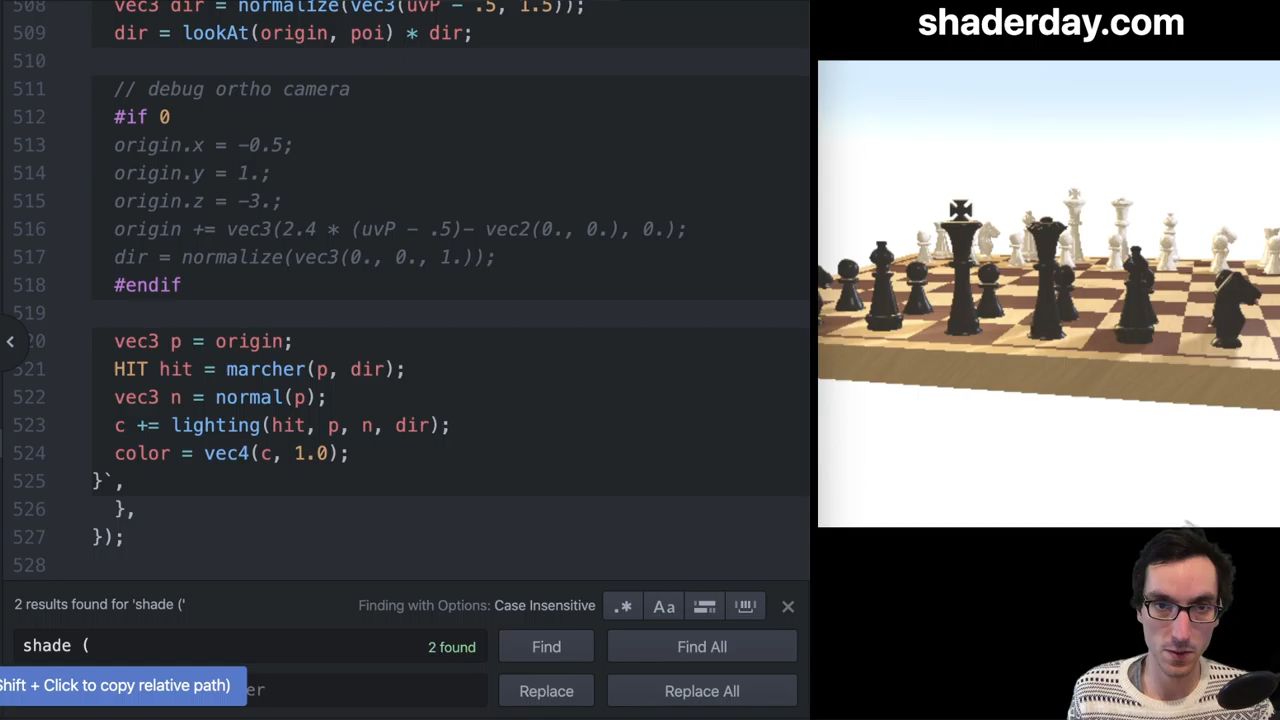 508 vec3 dir = normalize(vec3(uvP - .5, 1.5));
509 dir = lookAt(origin, poi) * dir;
510
511 // debug ortho camera
512 #if 0
513 origin.x = -0.5;
514 origin.y = 1.;
515 origin.z = -3.;
516 origin += vec3(2.4 * (uvP - .5)- vec2(0., 0.), 0.);
517 dir = normalize(vec3(0., 0., 1.));
518 #endif
519
20 vec3 p = origin;
521 HIT hit = marcher(p, dir);
522 vec3 n = normal(p);
523 c += lighting(hit, p, n, dir);
524 color = vec4(c, 1.0);
525 }`,
526 },
527 });
528
2 results found for 'shade ('
Finding with Options: Case Insensitive
.*
Aa
shade (
2 found
Find
Find All
Shift + Click to copy relative path)
Replace
Replace All
shaderday.com